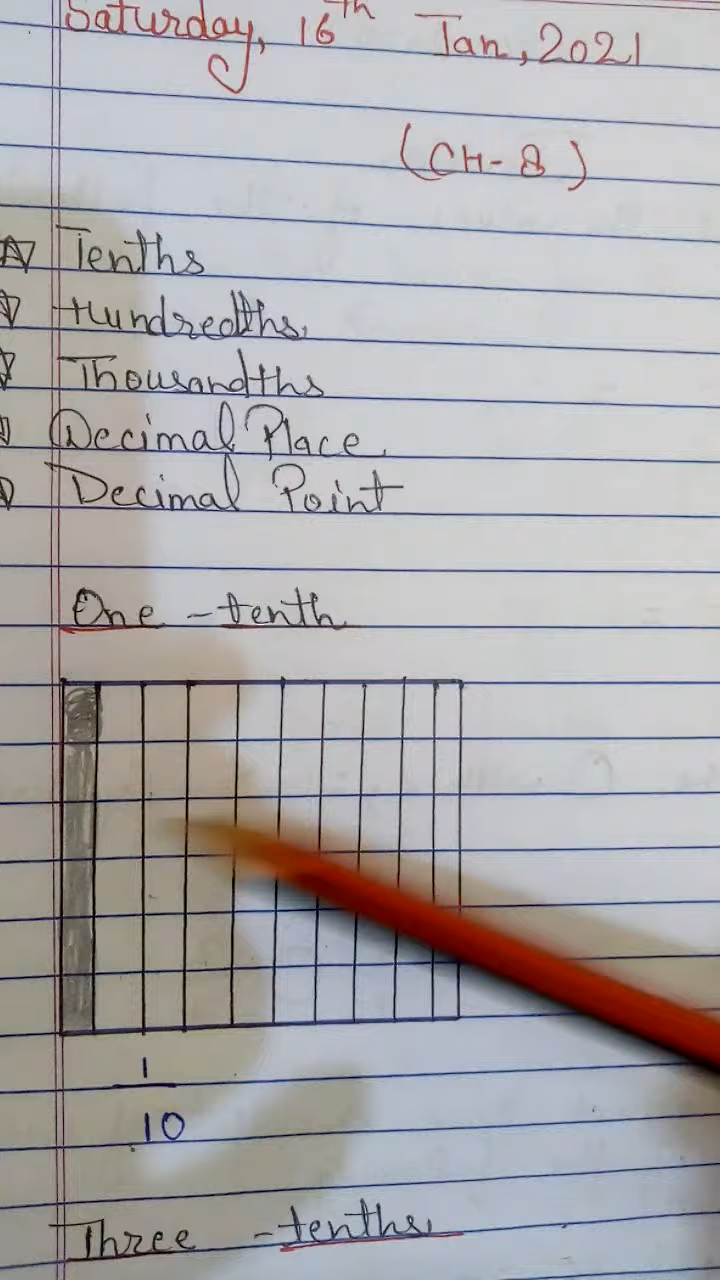 Saturday, 16th Jan, 2021
(CH-8)
Tenths
Hundredths,
Thousandths
Decimal Place,
Decimal Point
One - tenth
1
10
Three - tenths,